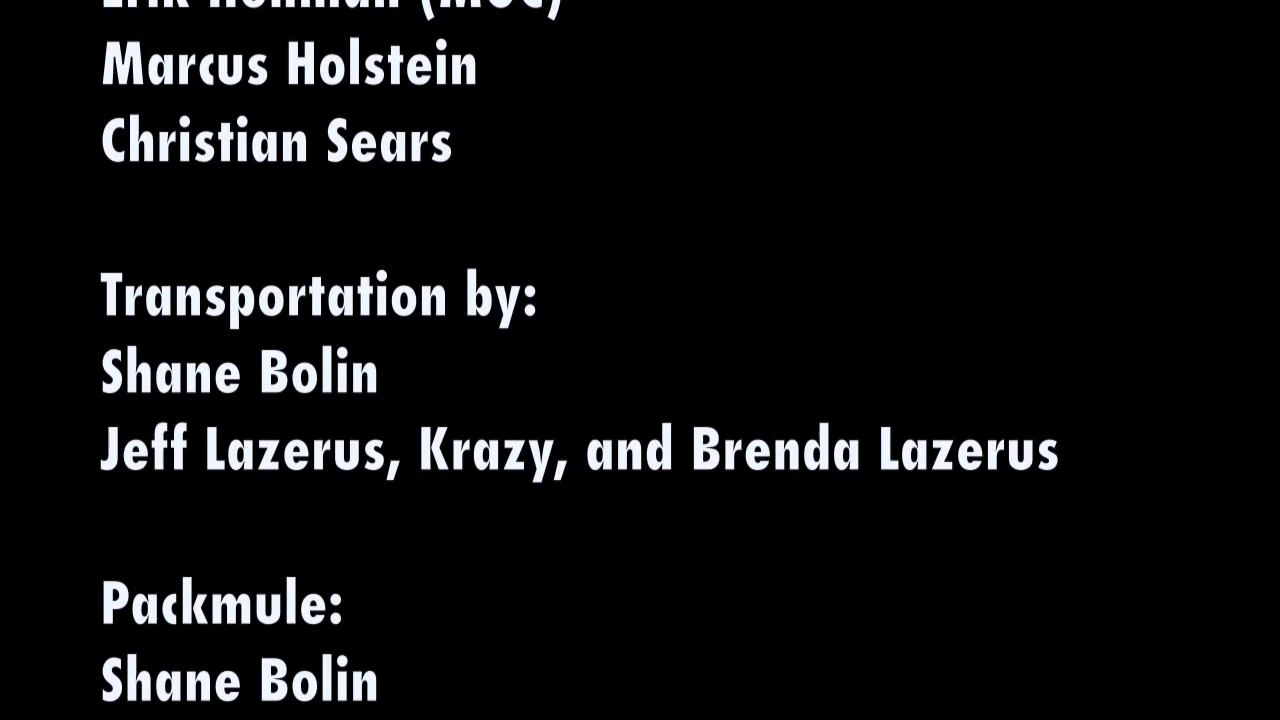 Marcus Holstein
Christian Sears
Transportation by:
Shane Bolin
Jeff Lazerus, Krazy, and Brenda Lazerus
Packmule:
Shane Bolin